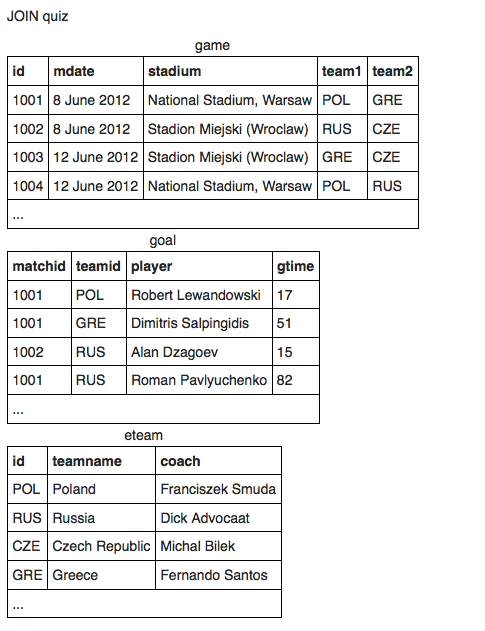 JOIN quiz
game
id mdate stadium team1 team2
1001 8 June 2012 National Stadium, Warsaw POL GRE
1002 8 June 2012 Stadion Miejski (Wroclaw) RUS CZE
1003 12 June 2012 Stadion Miejski (Wroclaw) GRE CZE
1004 12 June 2012 National Stadium, Warsaw POL RUS
...
goal
matchid teamid player gtime
1001 POL Robert Lewandowski 17
1001 GRE Dimitris Salpingidis 51
1002 RUS Alan Dzagoev 15
1001 RUS Roman Pavlyuchenko 82
...
eteam
id teamname coach
POL Poland Franciszek Smuda
RUS Russia Dick Advocaat
CZE Czech Republic Michal Bilek
GRE Greece Fernando Santos
...